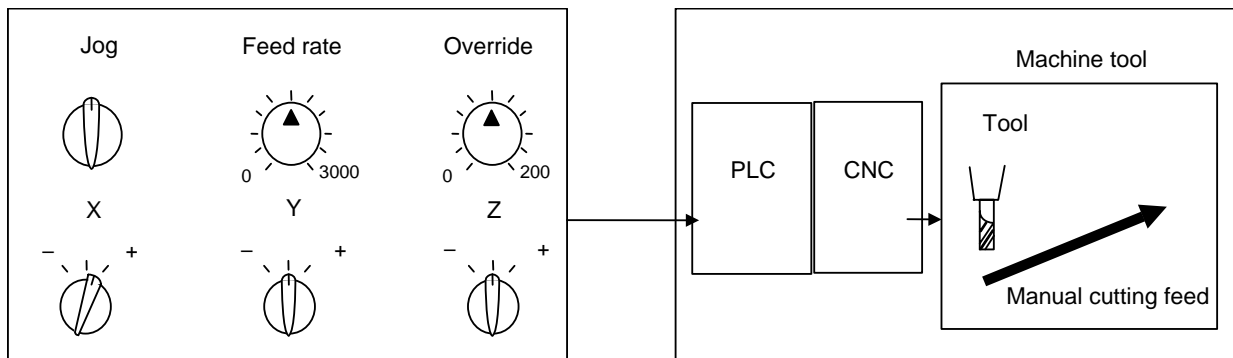 Jog Feed rate Override
0 3000 0 200
X Y Z
– + – + – +
Machine tool
Tool
PLC CNC
Manual cutting feed